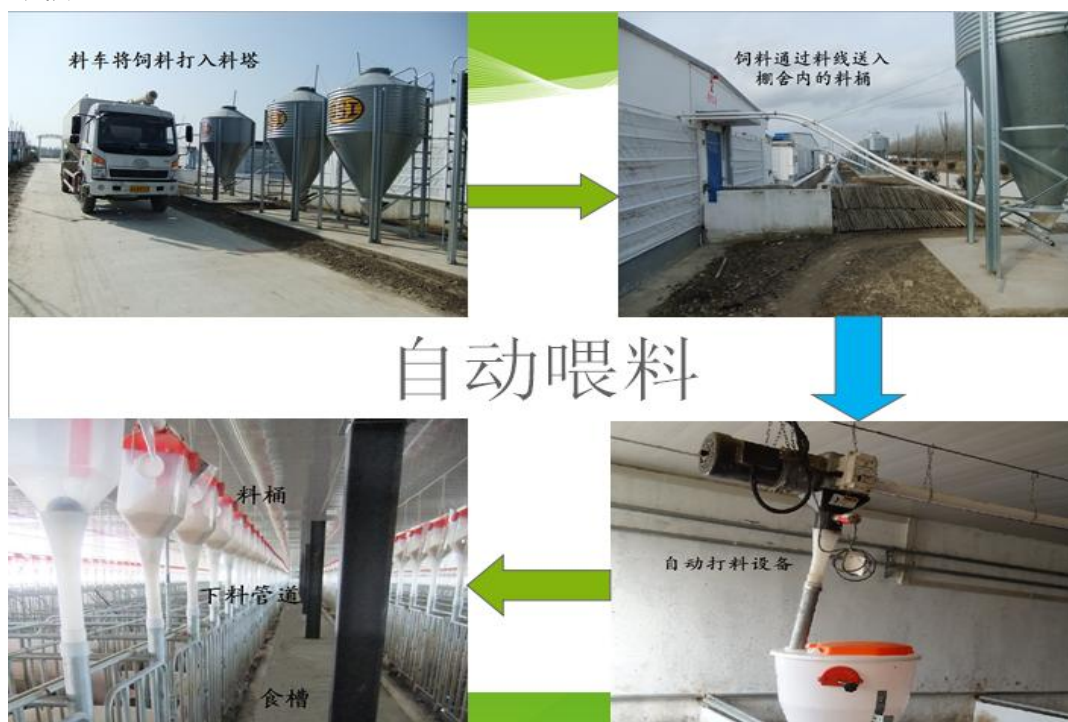 料车将饲料打入料塔
饲料通过料线送入
棚舍内的料桶
自动喂料
料桶
下料管道
食槽
自动打料设备